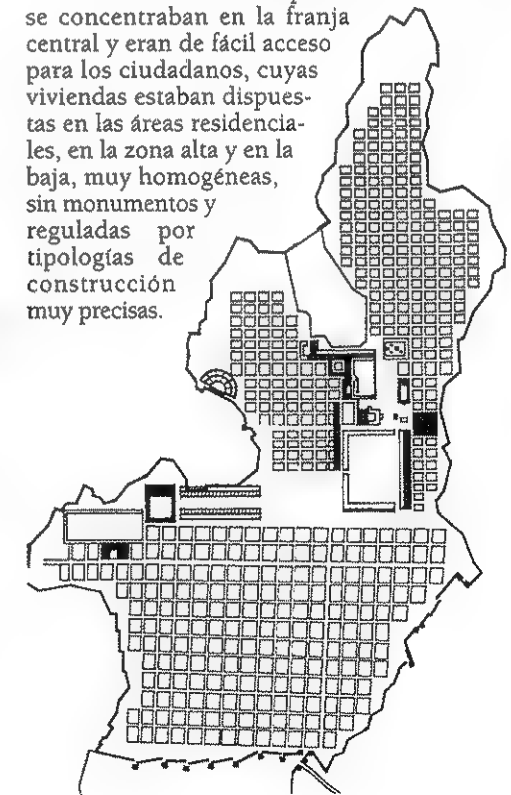 se concentraban en la franja
central y eran de fácil acceso
para los ciudadanos, cuyas
viviendas estaban dispues-
tas en las áreas residencia-
les, en la zona alta y en la
baja, muy homogéneas,
sin monumentos y
reguladas por
tipologías de
construcción
muy precisas.